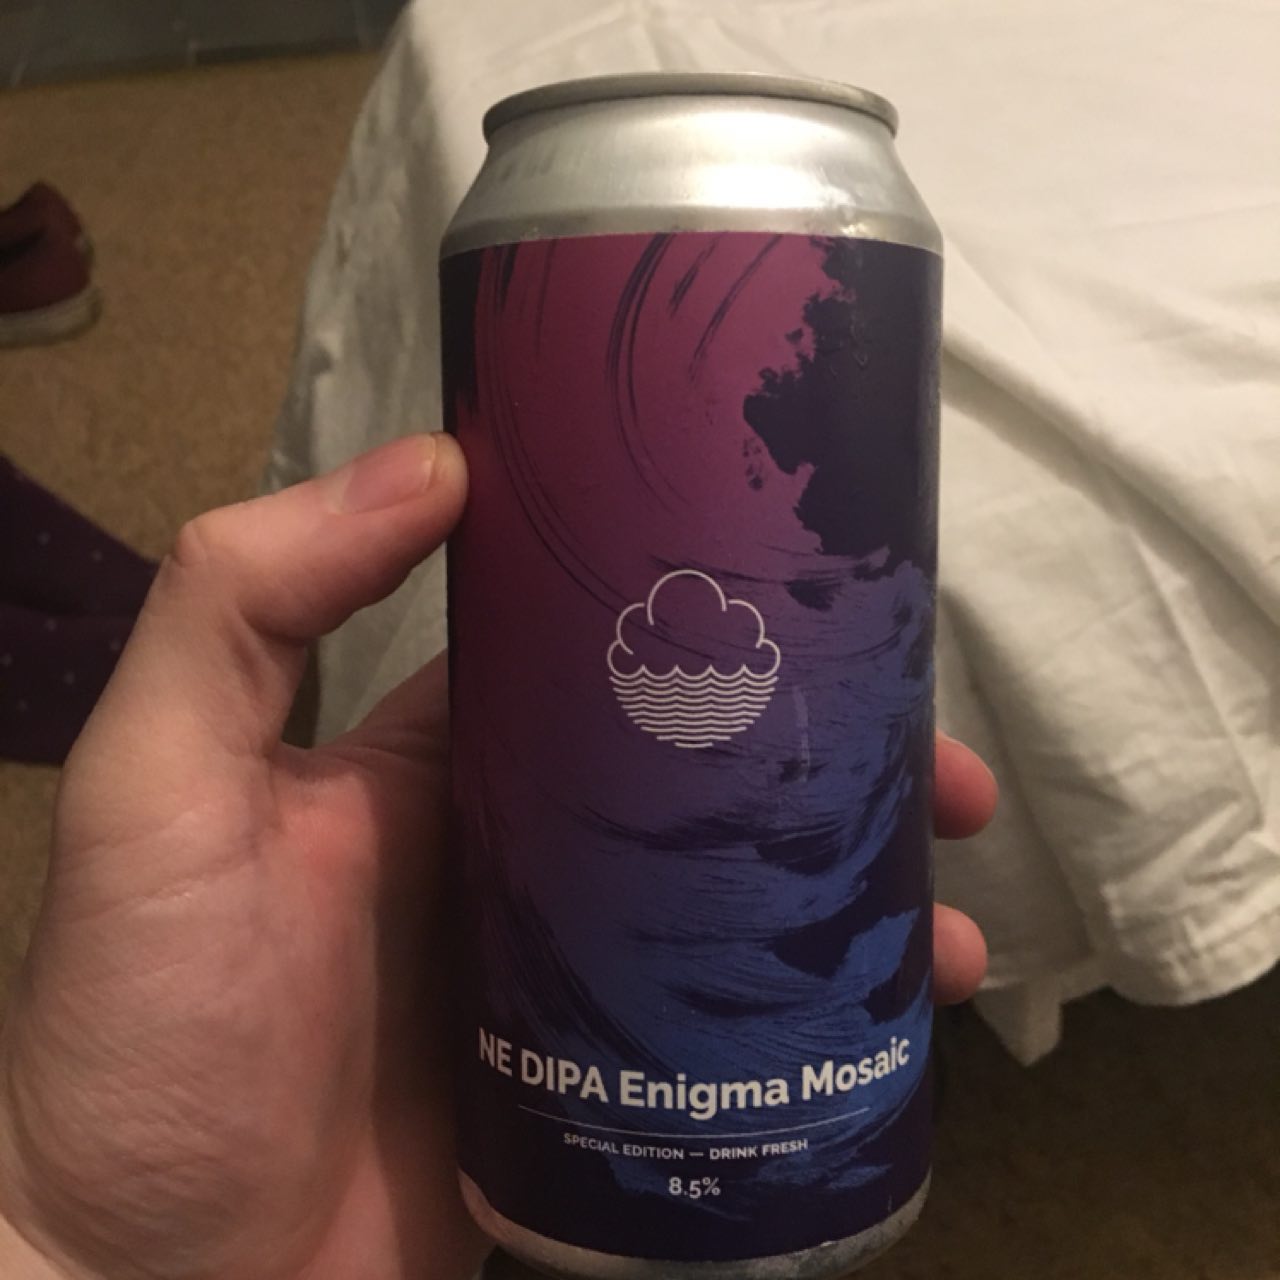 NE DIPA Enigma Mosaic
SPECIAL EDITION — DRINK FRESH
8.5%